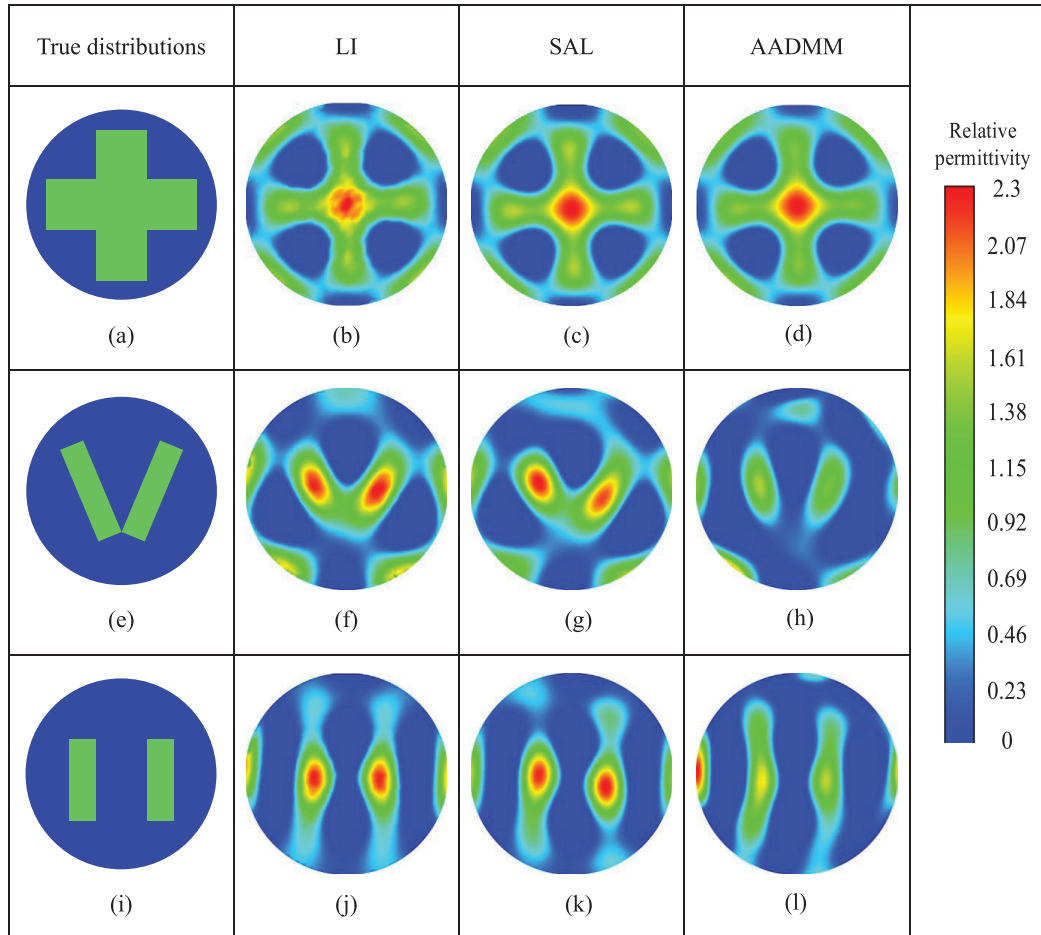 True distributions
LI
SAL
AADMM
(a)
(b)
(c)
(d)
(e)
(f)
(g)
(h)
(i)
(j)
(k)
(l)
Relative
permittivity
2.3
2.07
1.84
1.61
1.38
1.15
0.92
0.69
0.46
0.23
0